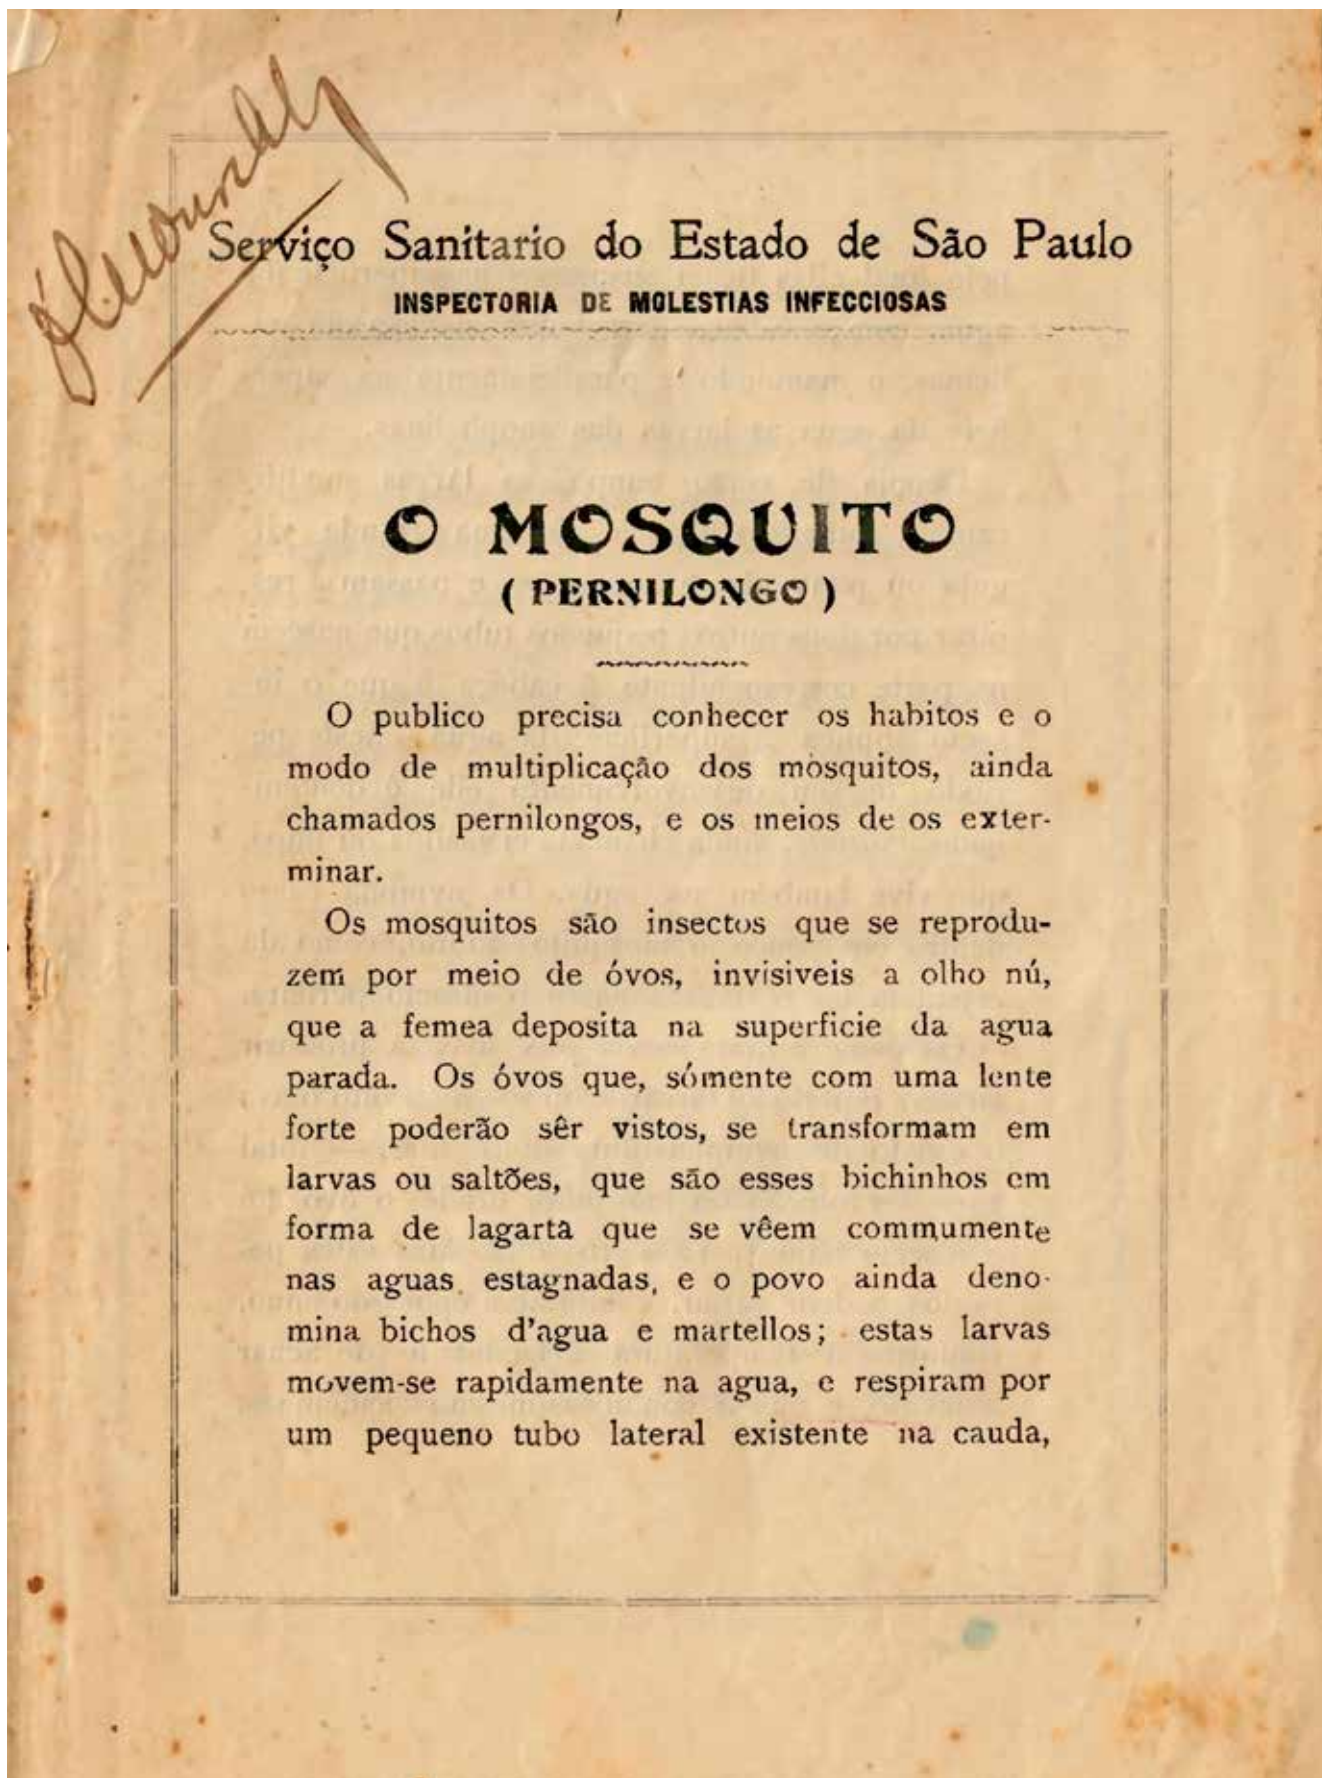 Serviço Sanitario do Estado de São Paulo
INSPECTORIA DE MOLESTIAS INFECCIOSAS
O MOSQUITO
( PERNILONGO )
O publico precisa conhecer os habitos e o
modo de multiplicação dos mosquitos, ainda
chamados pernilongos, e os meios de os exter-
minar.
Os mosquitos são insectos que se reprodu-
zem por meio de óvos, invisiveis a olho nú,
que a femea deposita na superficie da agua
parada. Os óvos que, sómente com uma lente
forte poderão sêr vistos, se transformam em
larvas ou saltões, que são esses bichinhos em
forma de lagarta que se vêem commumente
nas aguas estagnadas, e o povo ainda deno-
mina bichos d'agua e martellos; estas larvas
movem-se rapidamente na agua, e respiram por
um pequeno tubo lateral existente na cauda,